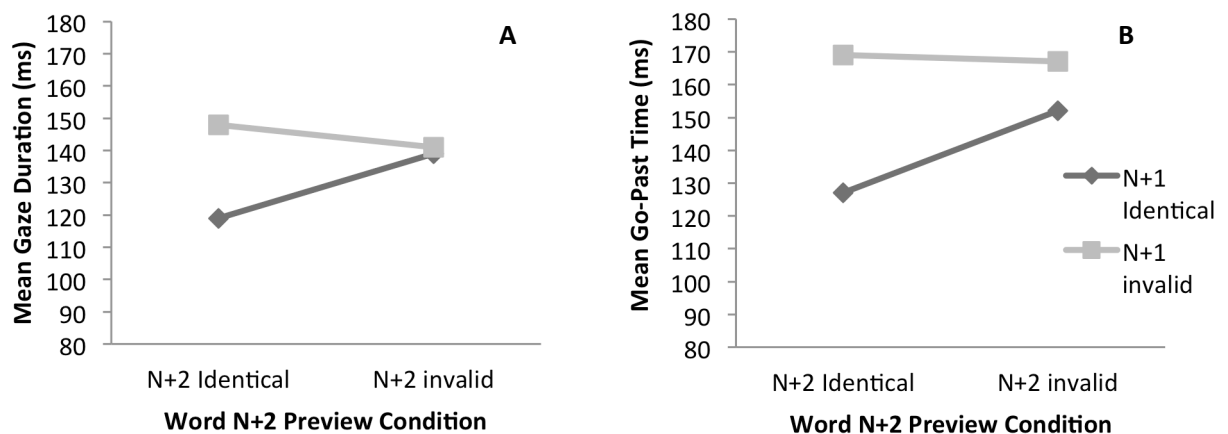 A
Mean Gaze Duration (ms)
180
170
160
150
140
130
120
110
100
90
80
N+2 Identical N+2 invalid
Word N+2 Preview Condition
B
Mean Go-Past Time (ms)
180
170
160
150
140
130
120
110
100
90
80
N+2 Identical N+2 invalid
Word N+2 Preview Condition
N+1
Identical
N+1
invalid